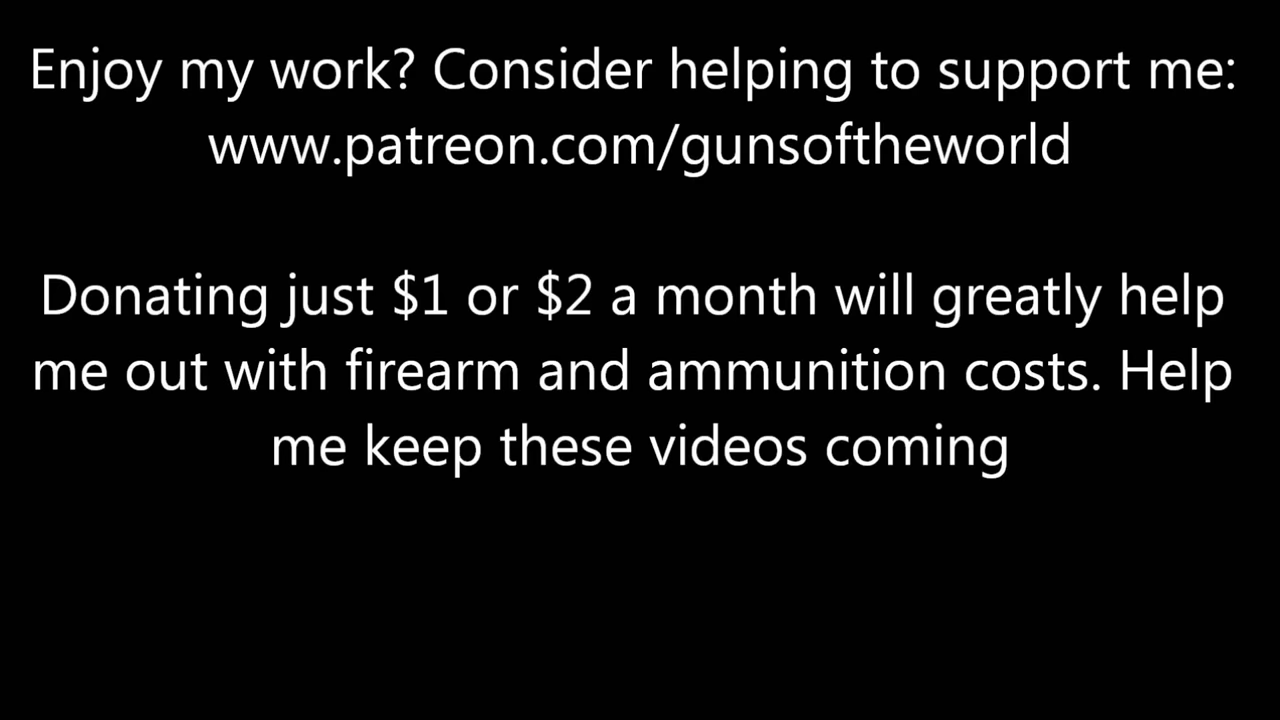 Enjoy my work? Consider helping to support me:
www.patreon.com/gunsoftheworld
Donating just $1 or $2 a month will greatly help
me out with firearm and ammunition costs. Help
me keep these videos coming